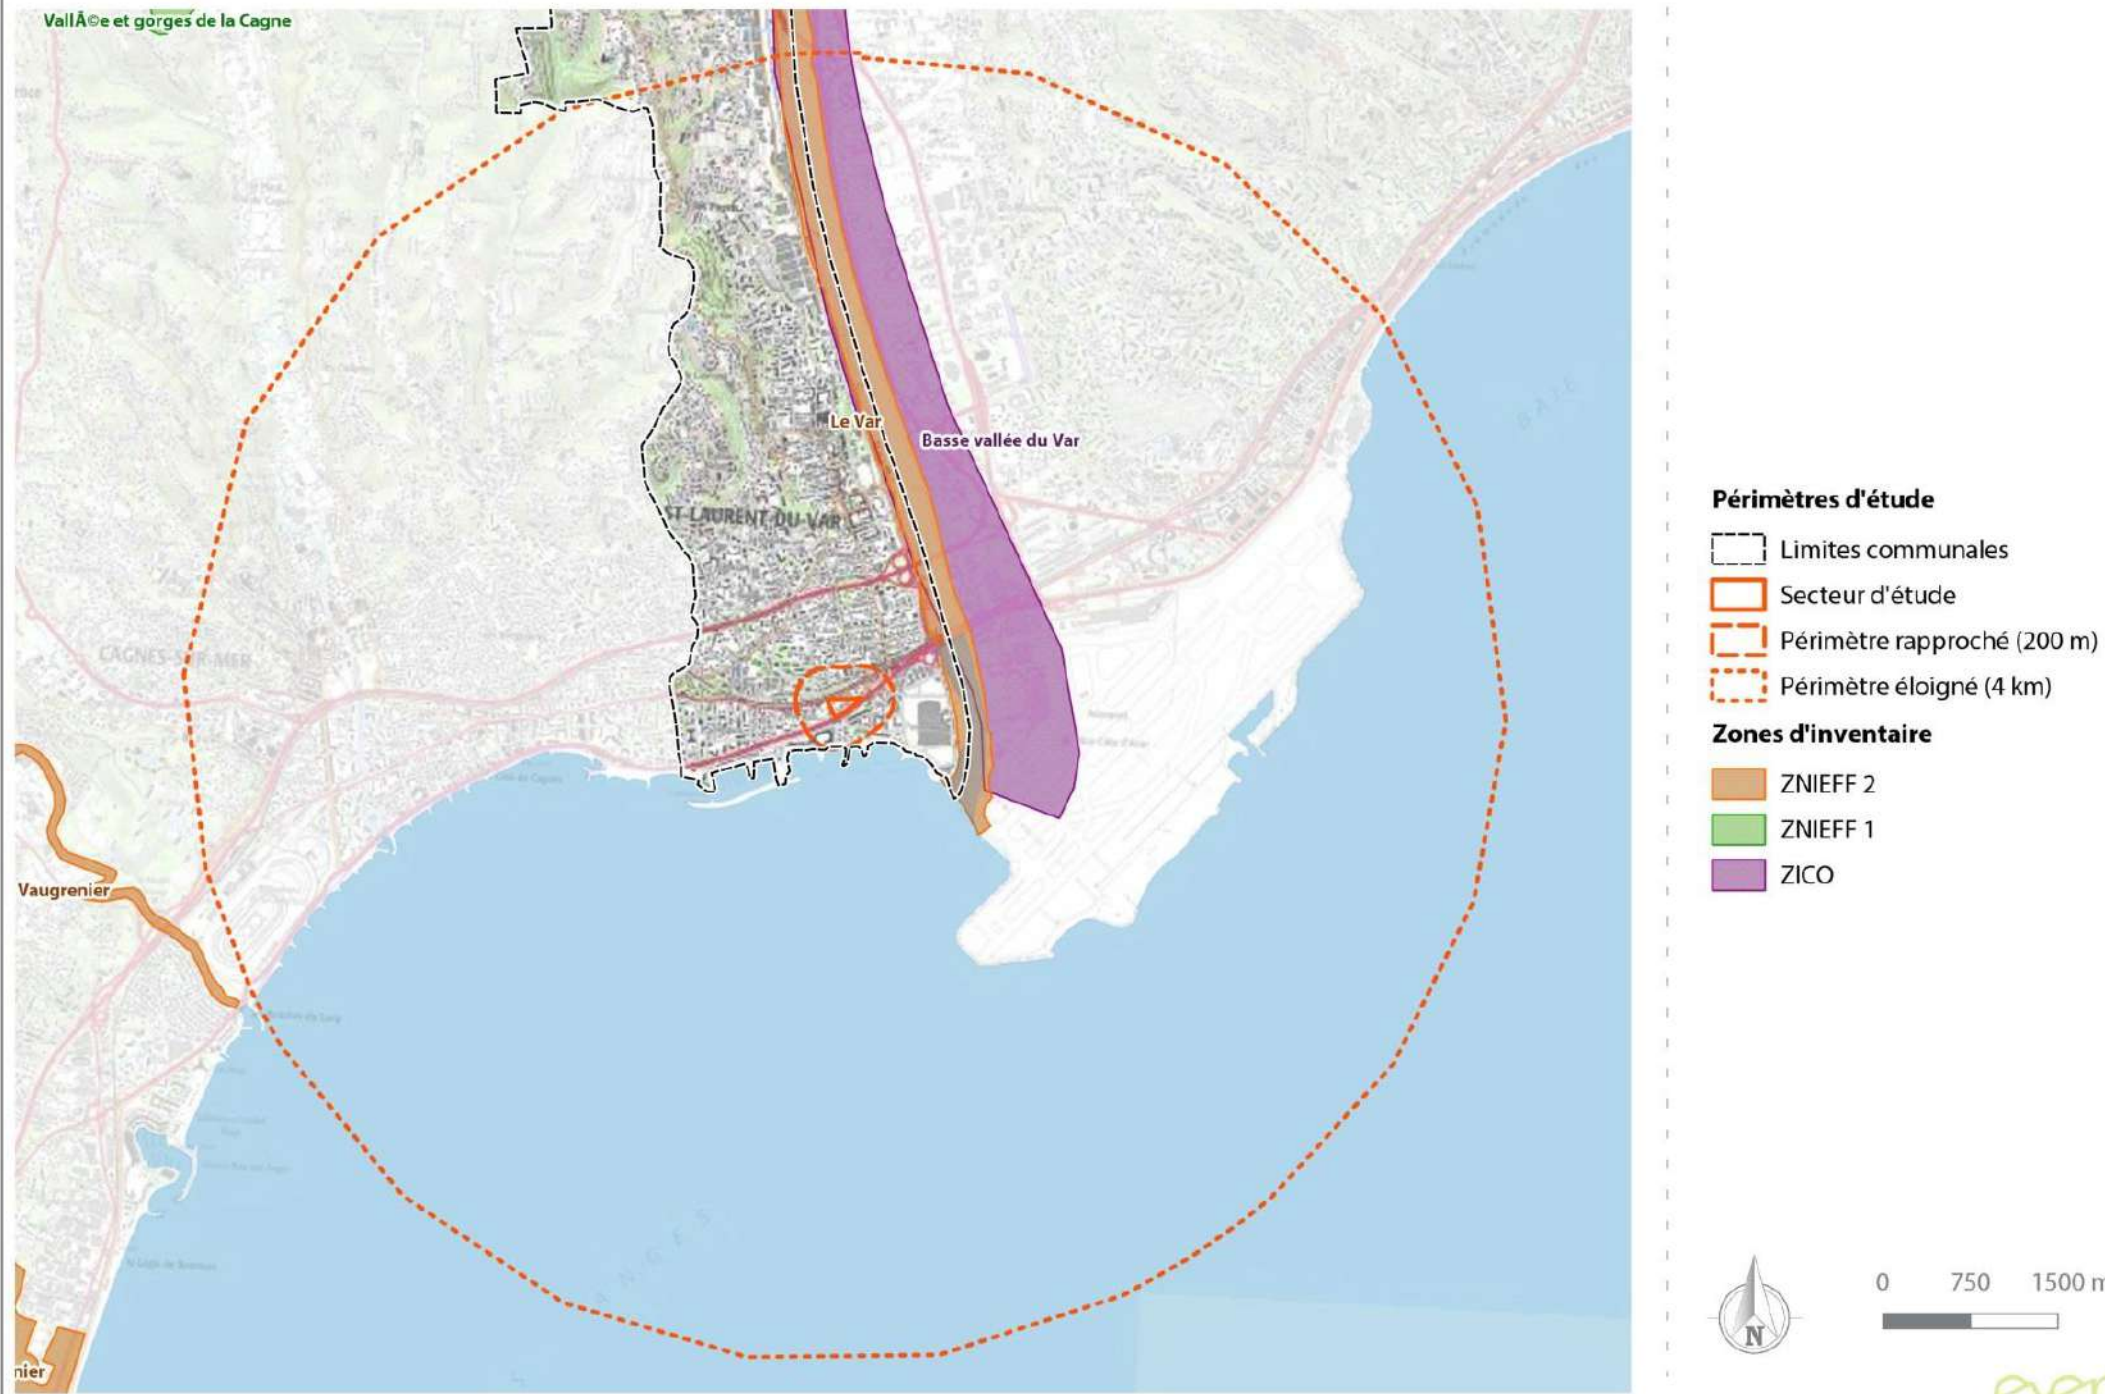 VallÃ©e et gorges de la Cagne
Le Var
Basse vallée du Var
ST-LAURENT-DU-VAR
CAGNES-SUR-MER
BAIE
Vaugrenier
ANGES
nier
Périmètres d'étude
Limites communales
Secteur d'étude
Périmètre rapproché (200 m)
Périmètre éloigné (4 km)
Zones d'inventaire
ZNIEFF 2
ZNIEFF 1
ZICO
N
0 750 1500 m